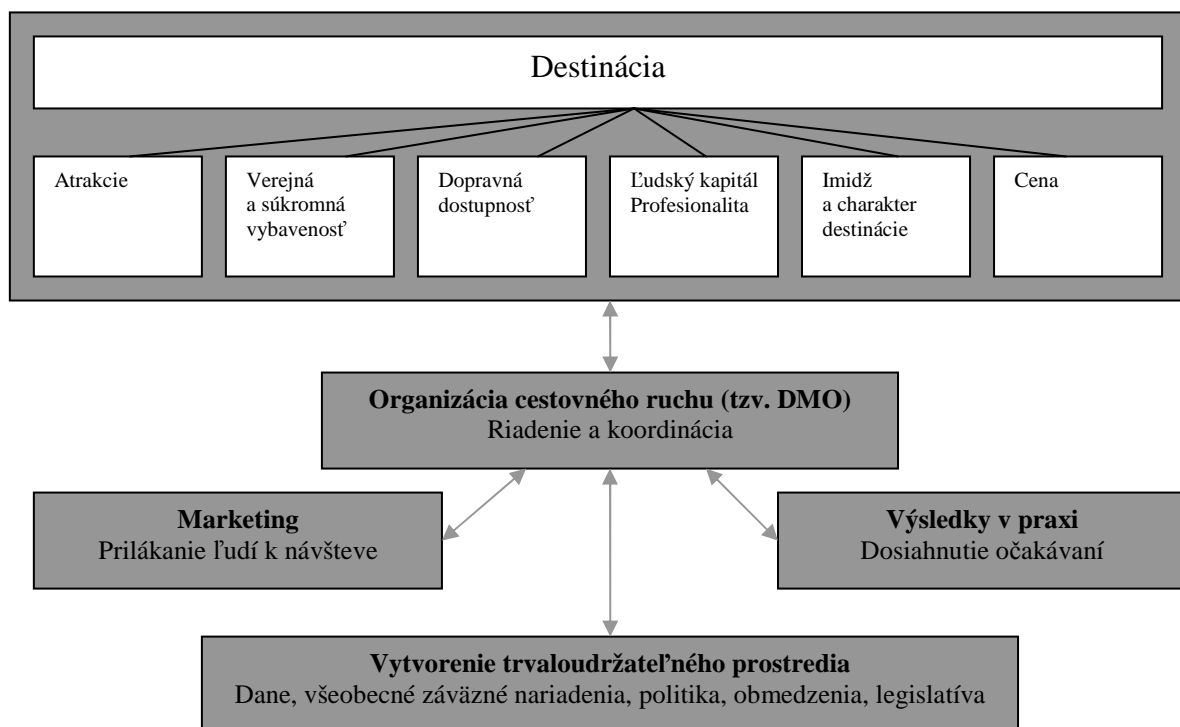 Destinácia
Atrakcie
Verejná
a súkromná
vybavenosť
Dopravná
dostupnosť
Ľudský kapitál
Profesionalita
Imidž
a charakter
destinácie
Cena
Organizácia cestovného ruchu (tzv. DMO)
Riadenie a koordinácia
Marketing
Prilákanie ľudí k návšteve
Výsledky v praxi
Dosiahnutie očakávaní
Vytvorenie trvaloudržateľného prostredia
Dane, všeobecné záväzné nariadenia, politika, obmedzenia, legislatíva